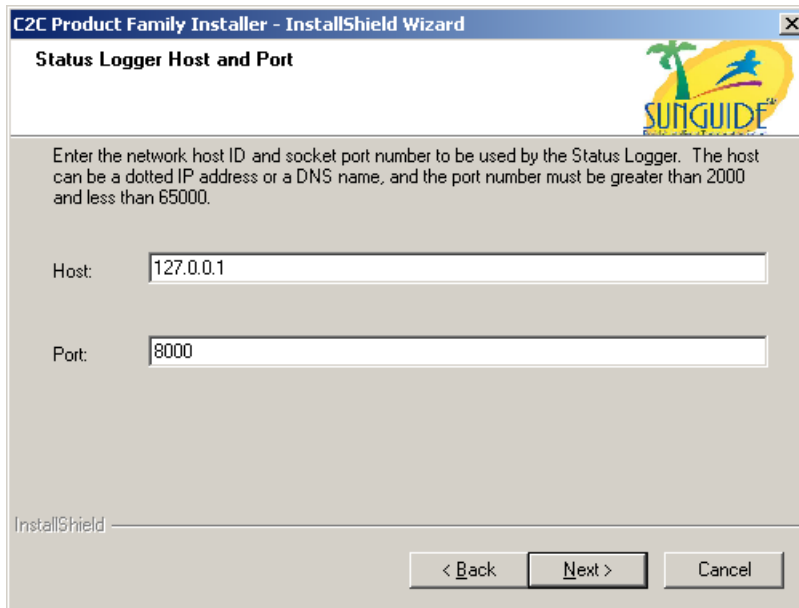 C2C Product Family Installer - InstallShield Wizard
Status Logger Host and Port
SUNGUIDE
SM
Enter the network host ID and socket port number to be used by the Status Logger. The host
can be a dotted IP address or a DNS name, and the port number must be greater than 2000
and less than 65000.
Host: 127.0.0.1
Port: 8000
InstallShield
< Back Next > Cancel